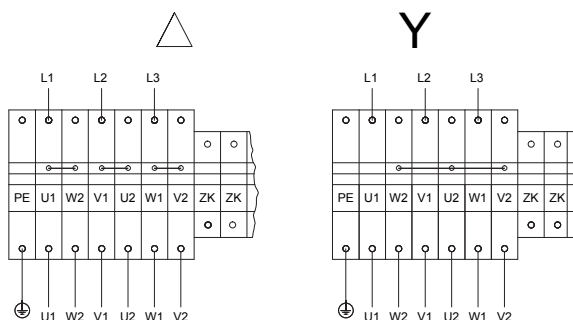 Y
L1 L2 L3
L1 L2 L3
PE U1 W2 V1 U2 W1 V2 ZK ZK
PE U1 W2 V1 U2 W1 V2 ZK ZK
U1 W2 V1 U2 W1 V2
U1 W2 V1 U2 W1 V2